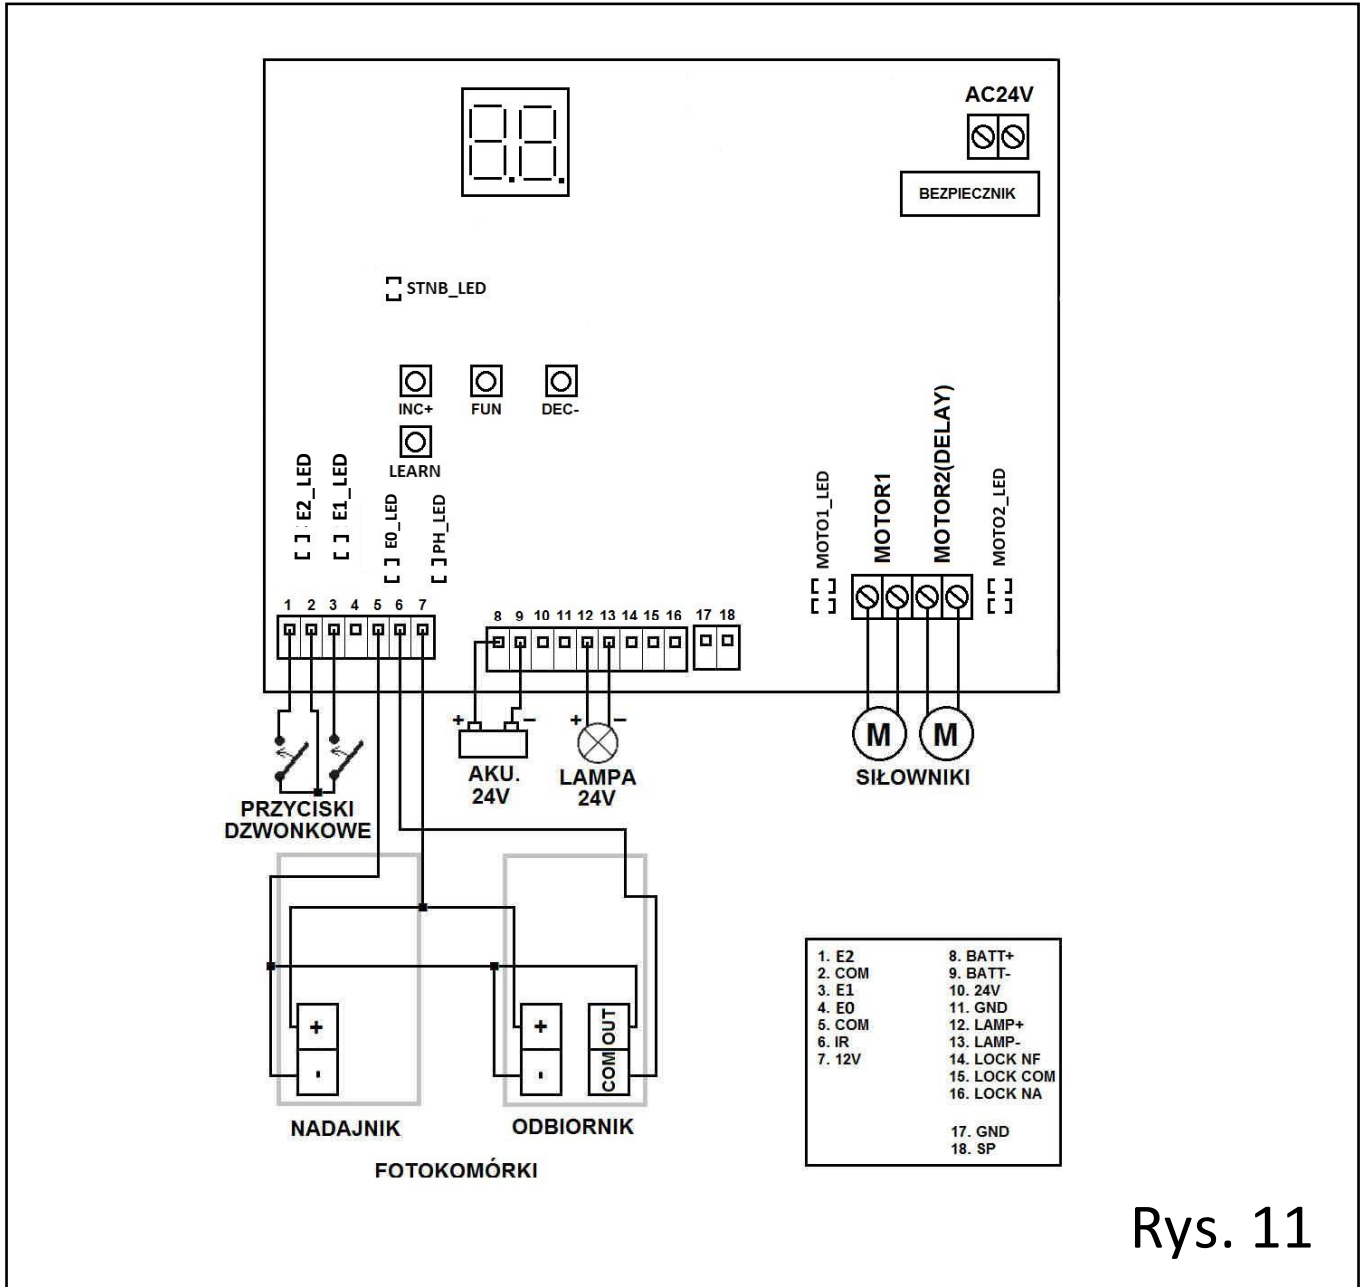 AC24V
BEZPIECZNIK
STNB_LED
INC+ FUN DEC-
LEARN
E2_LED
E1_LED
E0_LED
PH_LED
MOTO1_LED
MOTOR1
MOTOR2(DELAY)
MOTO2_LED
1 2 3 4 5 6 7
8 9 10 11 12 13 14 15 16 17 18
+ –
+ –
M M
PRZYCISKI
DZWONKOWE
AKU.
24V
LAMPA
24V
SIŁOWNIKI
+
-
+
-
OUT
COM
NADAJNIK
ODBIORNIK
FOTOKOMÓRKI
1. E2
2. COM
3. E1
4. E0
5. COM
6. IR
7. 12V
8. BATT+
9. BATT-
10. 24V
11. GND
12. LAMP+
13. LAMP-
14. LOCK NF
15. LOCK COM
16. LOCK NA
17. GND
18. SP
Rys. 11